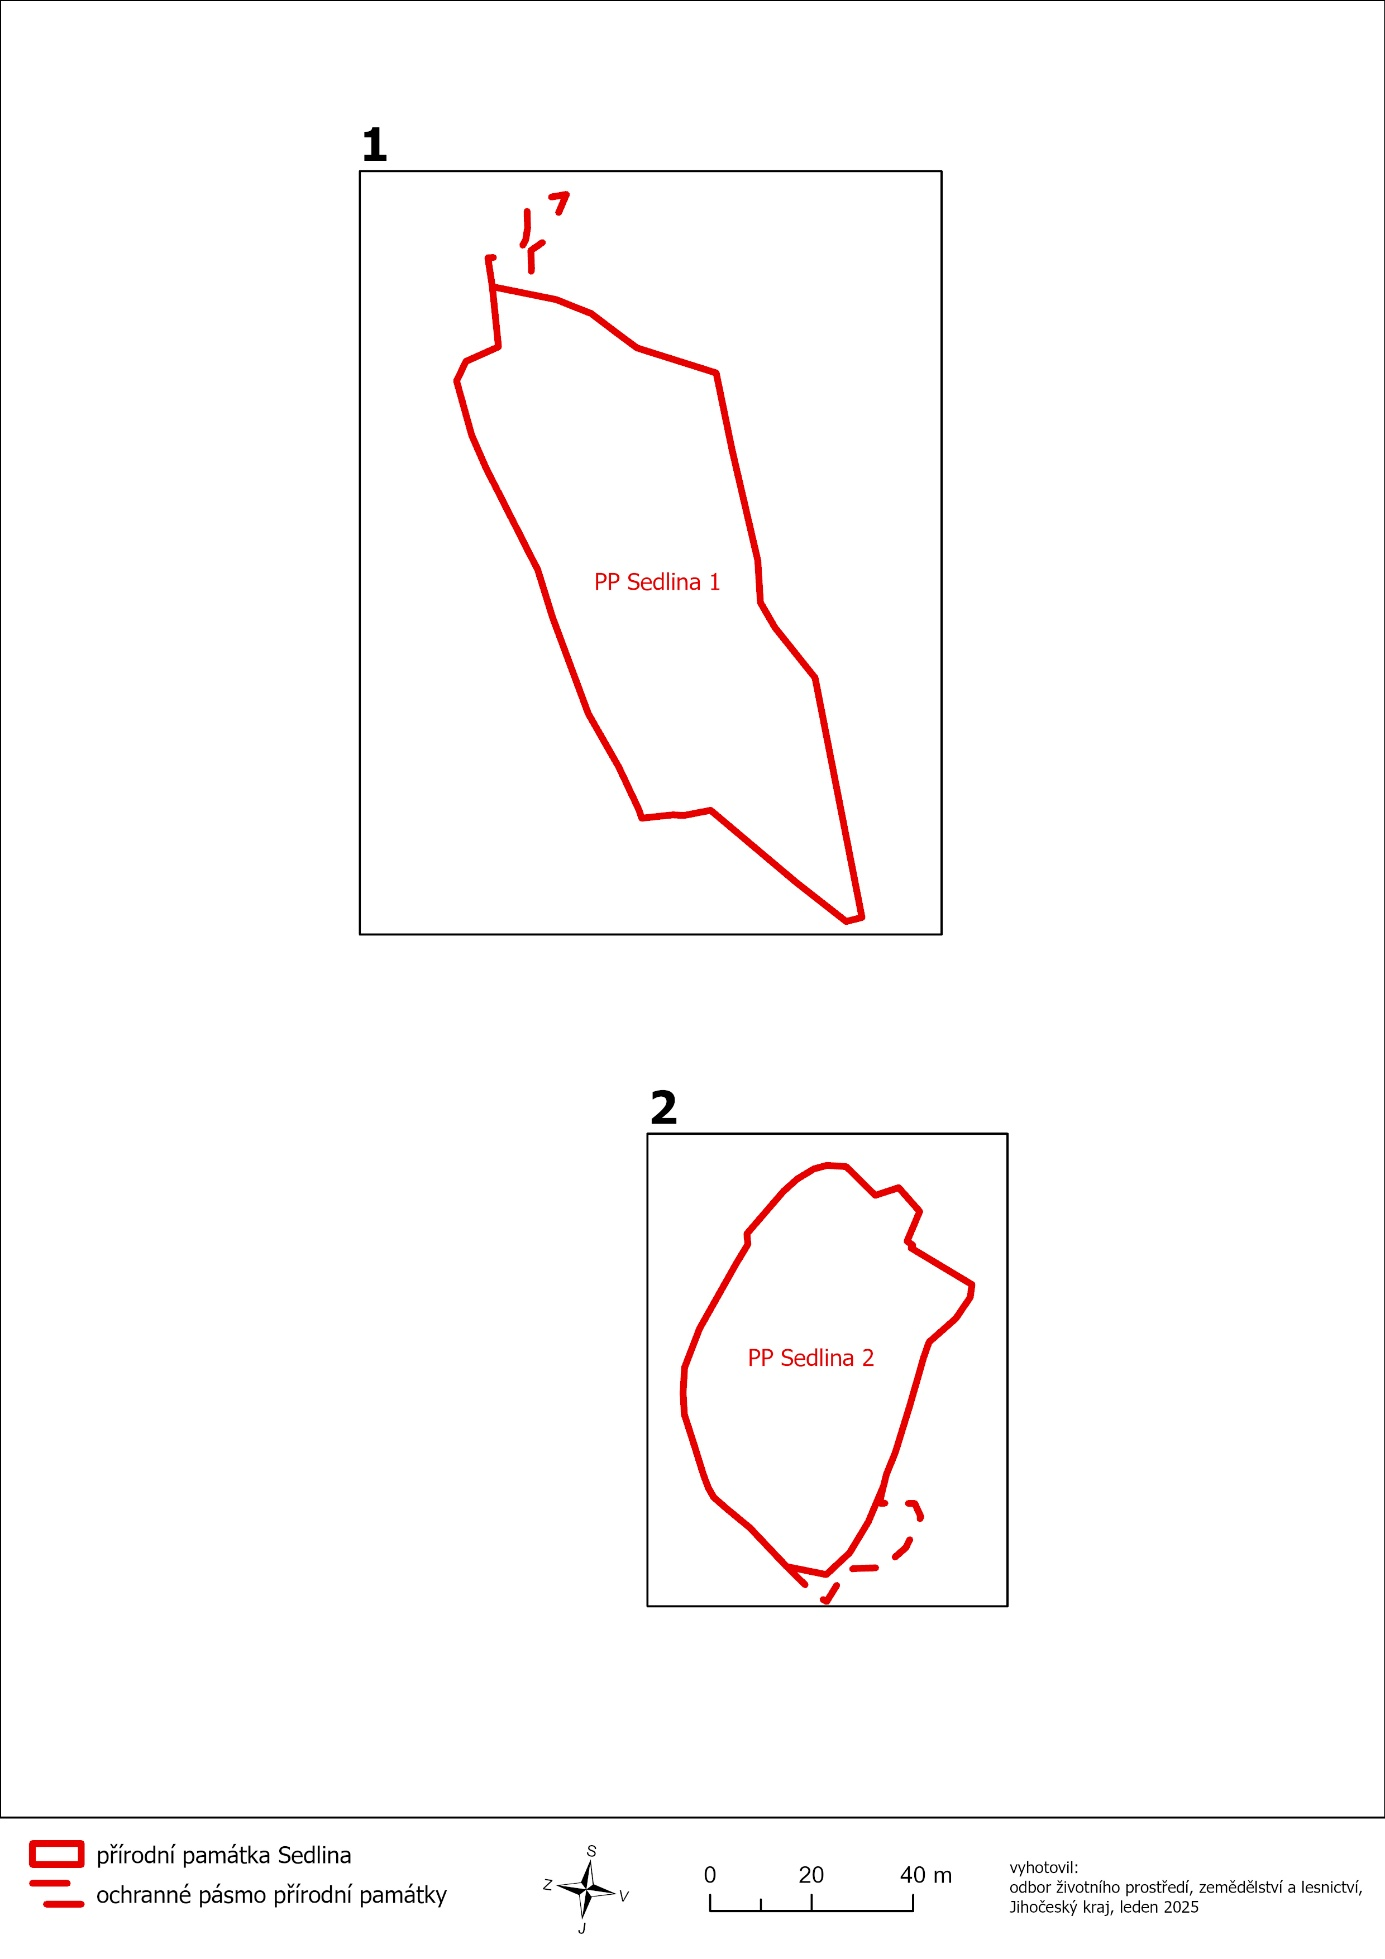 1
PP Sedlina 1
2
PP Sedlina 2
přírodní památka Sedlina
ochranné pásmo přírodní památky
S
Z
V
J
0 20 40 m
vyhotovil:
odbor životního prostředí, zemědělství a lesnictví,
Jihočeský kraj, leden 2025